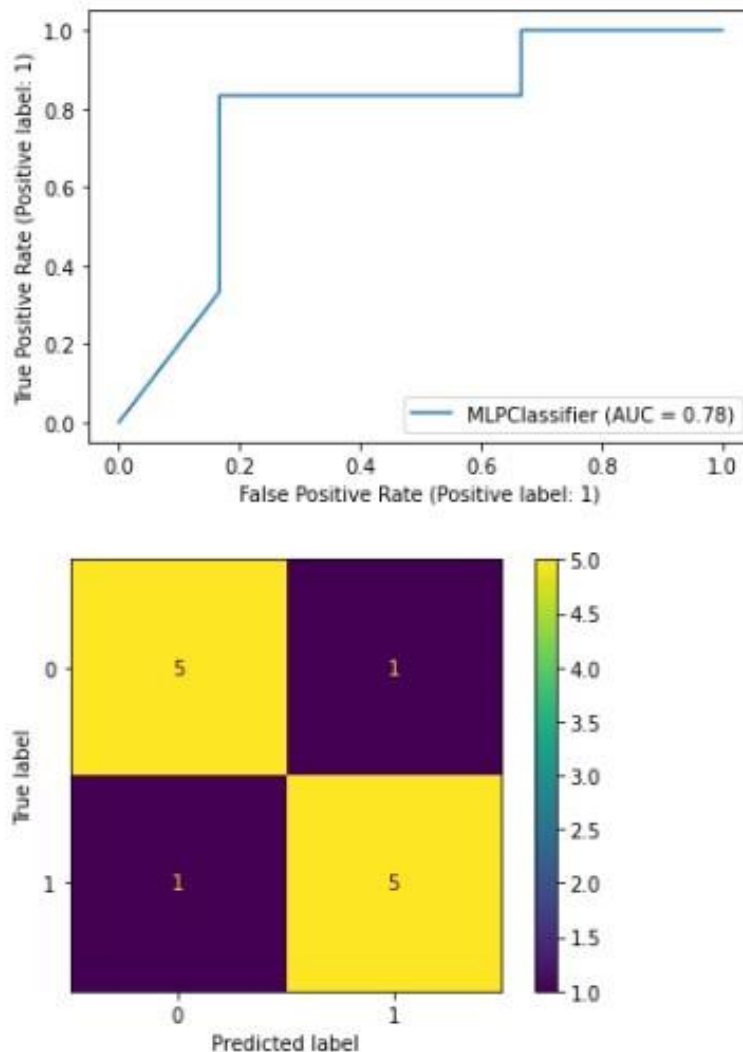 1.0
0.8
0.6
0.4
0.2
0.0
True Positive Rate (Positive label: 1)
MLPClassifier (AUC = 0.78)
0.0 0.2 0.4 0.6 0.8 1.0
False Positive Rate (Positive label: 1)
0 5 1
1 1 5
True label
0 1
Predicted label
5.0
4.5
4.0
3.5
3.0
2.5
2.0
1.5
1.0